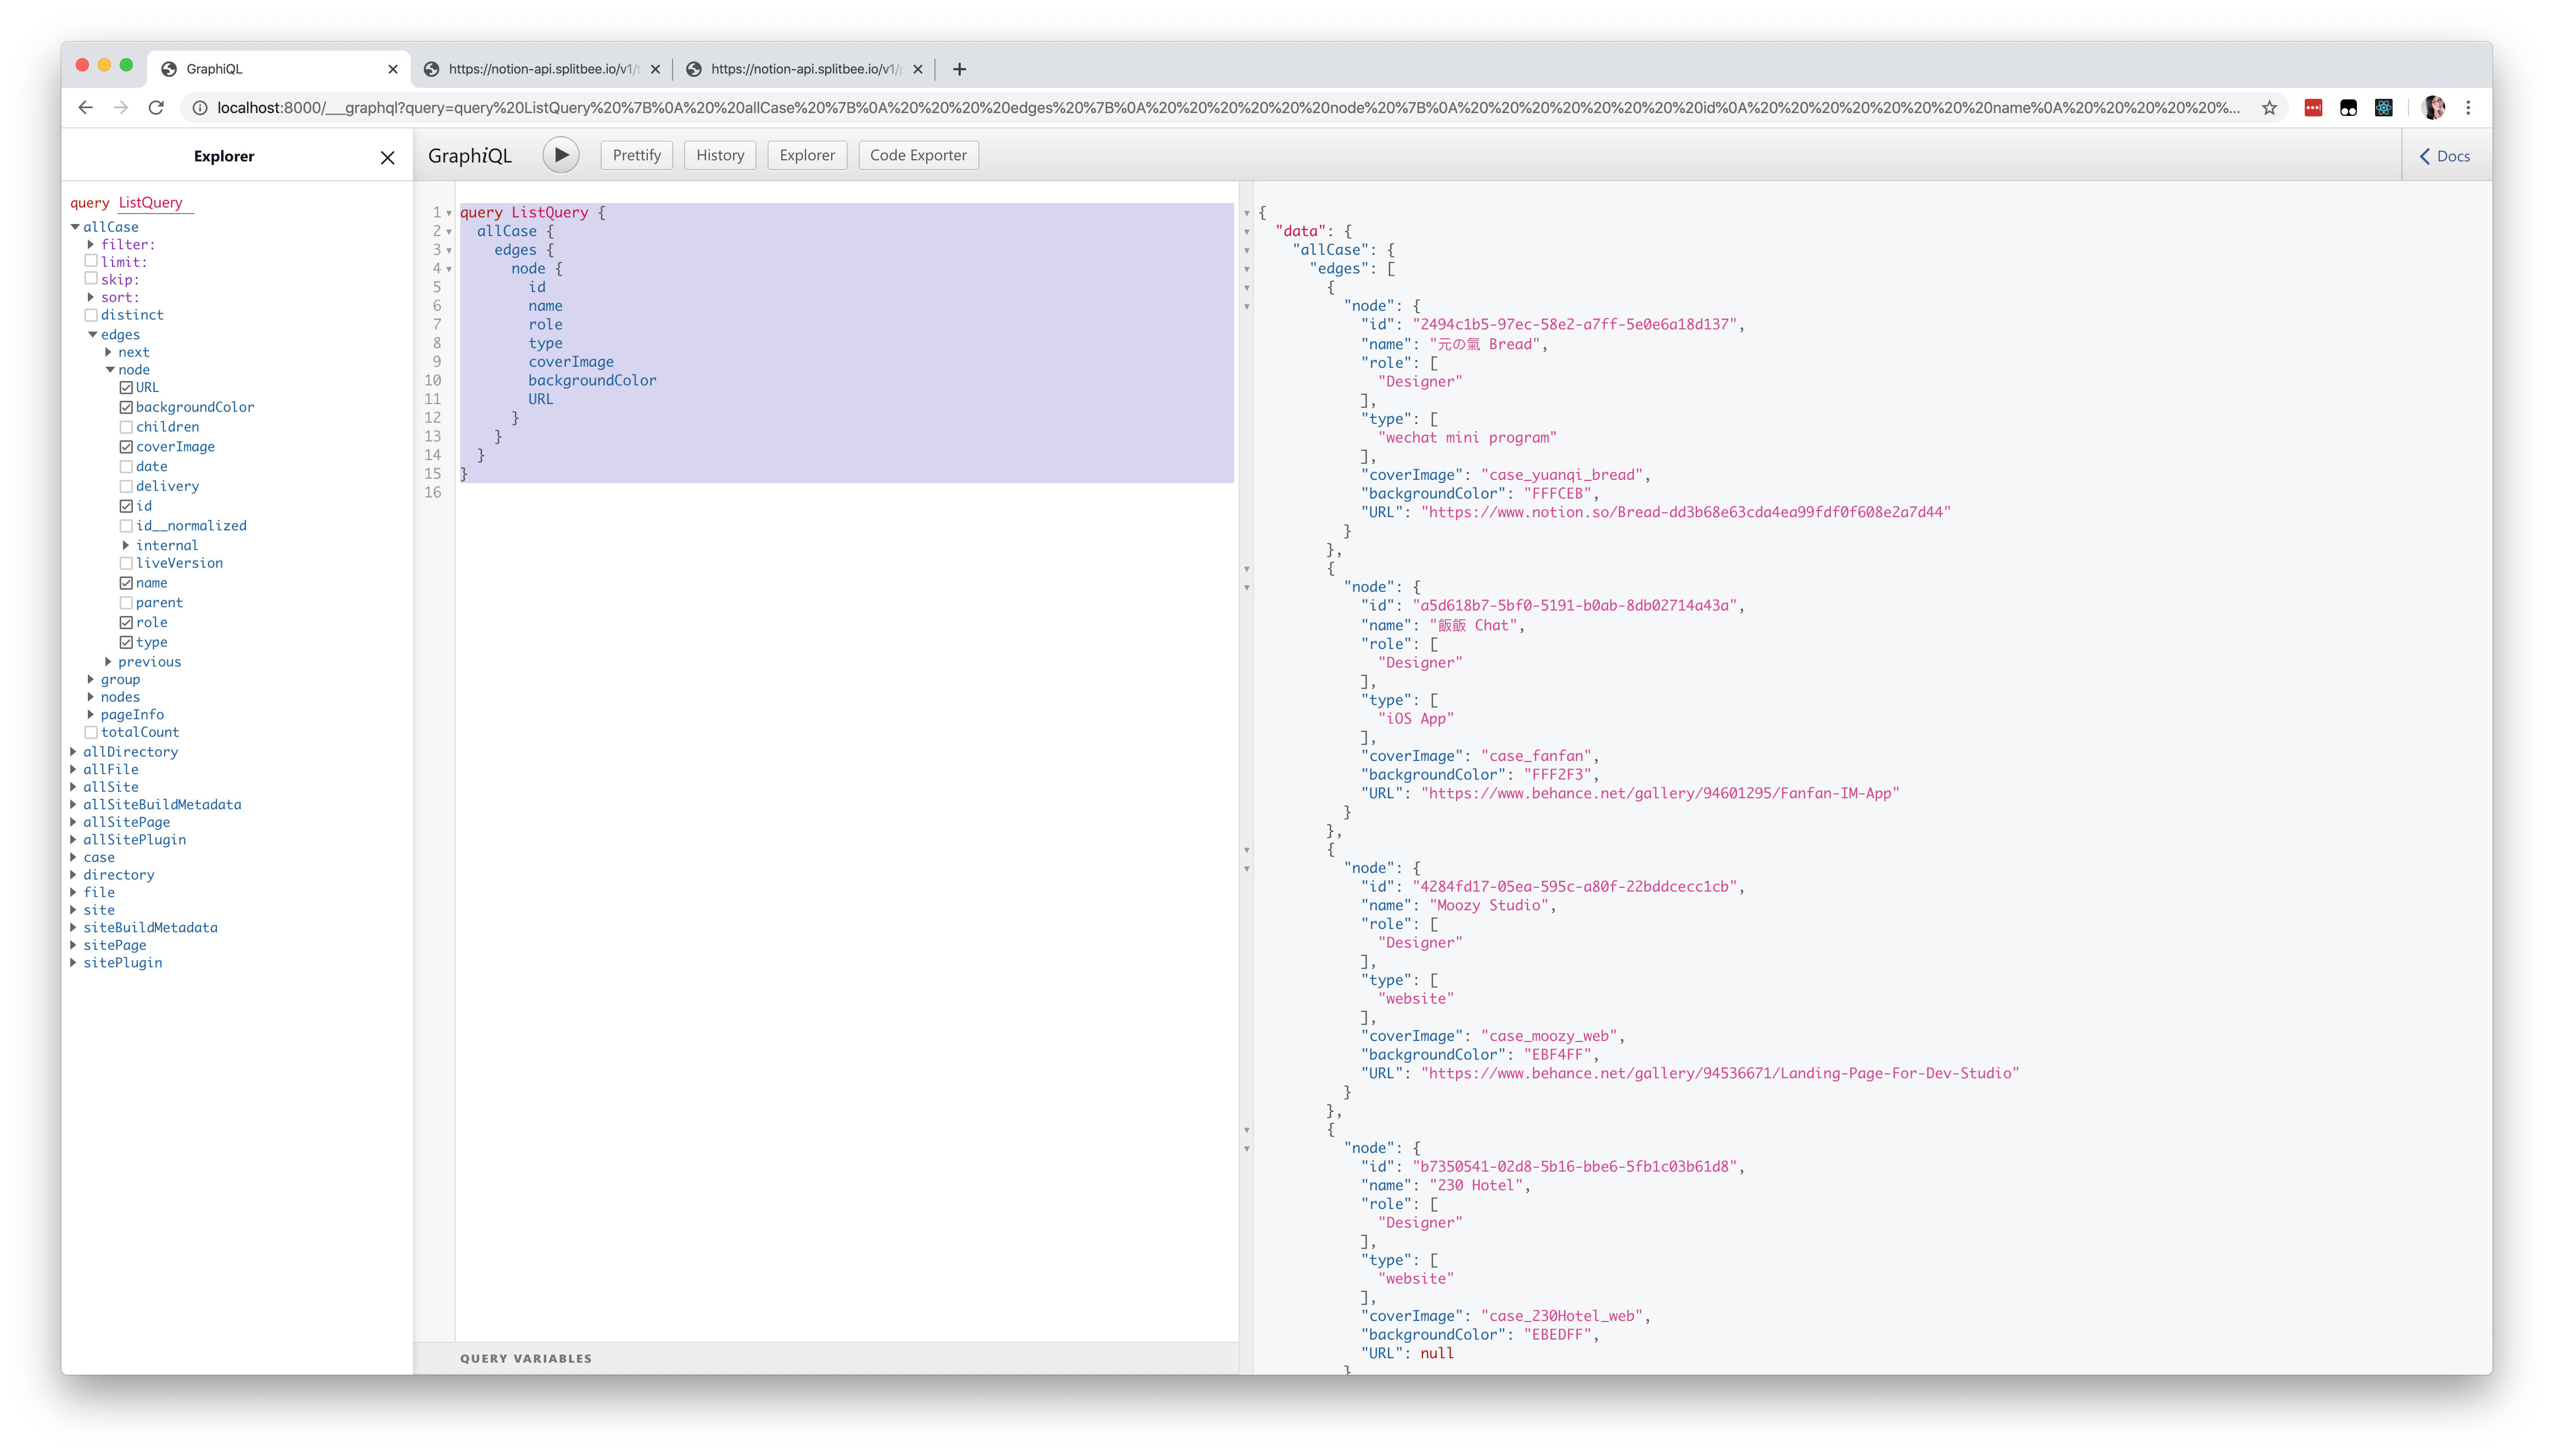 GraphiQL
https://notion-api.splitbee.io/v1/
https://notion-api.splitbee.io/v1/
localhost:8000/___graphql?query=query%20ListQuery%20%7B%0A%20%20allCase%20%7B%0A%20%20%20%20edges%20%7B%0A%20%20%20%20%20%20node%20%7B%0A%20%20%20%20%20%20%20%20id%0A%20%20%20%20%20%20%20%20name%0A%20%20%20%20%20%...
Explorer
query ListQuery
allCase
filter:
limit:
skip:
sort:
distinct
edges
next
node
URL
backgroundColor
children
coverImage
date
delivery
id
id__normalized
internal
liveVersion
name
parent
role
type
previous
group
nodes
pageInfo
totalCount
allDirectory
allFile
allSite
allSiteBuildMetadata
allSitePage
allSitePlugin
case
directory
file
site
siteBuildMetadata
sitePage
sitePlugin
GraphiQL
Prettify
History
Explorer
Code Exporter
Docs
1 query ListQuery {
2 allCase {
3 edges {
4 node {
5 id
6 name
7 role
8 type
9 coverImage
10 backgroundColor
11 URL
12 }
13 }
14 }
15 }
16
QUERY VARIABLES
{
"data": {
"allCase": {
"edges": [
{
"node": {
"id": "2494c1b5-97ec-58e2-a7ff-5e0e6a18d137",
"name": "元の氣 Bread",
"role": [
"Designer"
],
"type": [
"wechat mini program"
],
"coverImage": "case_yuanqi_bread",
"backgroundColor": "FFFCEB",
"URL": "https://www.notion.so/Bread-dd3b68e63cda4ea99fdf0f608e2a7d44"
}
},
{
"node": {
"id": "a5d618b7-5bf0-5191-b0ab-8db02714a43a",
"name": "飯飯 Chat",
"role": [
"Designer"
],
"type": [
"iOS App"
],
"coverImage": "case_fanfan",
"backgroundColor": "FFF2F3",
"URL": "https://www.behance.net/gallery/94601295/Fanfan-IM-App"
}
},
{
"node": {
"id": "4284fd17-05ea-595c-a80f-22bddcecc1cb",
"name": "Moozy Studio",
"role": [
"Designer"
],
"type": [
"website"
],
"coverImage": "case_moozy_web",
"backgroundColor": "EBF4FF",
"URL": "https://www.behance.net/gallery/94536671/Landing-Page-For-Dev-Studio"
}
},
{
"node": {
"id": "b7350541-02d8-5b16-bbe6-5fb1c03b61d8",
"name": "230 Hotel",
"role": [
"Designer"
],
"type": [
"website"
],
"coverImage": "case_230Hotel_web",
"backgroundColor": "EBEDFF",
"URL": null
}